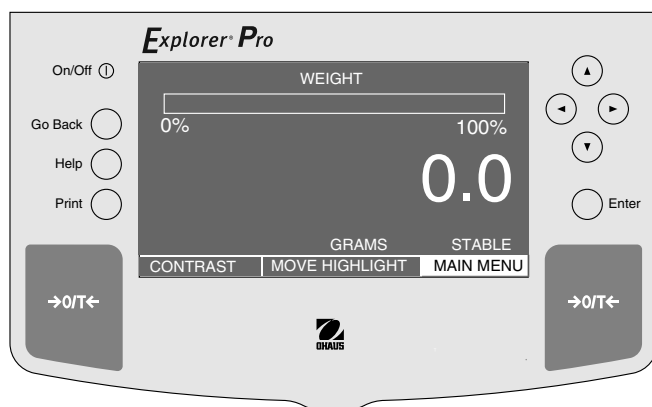 Explorer® Pro
On/Off
WEIGHT
Go Back
0% 100%
Help
0.0
Print
Enter
GRAMS STABLE
CONTRAST MOVE HIGHLIGHT MAIN MENU
→0/T← →0/T←
OHAUS